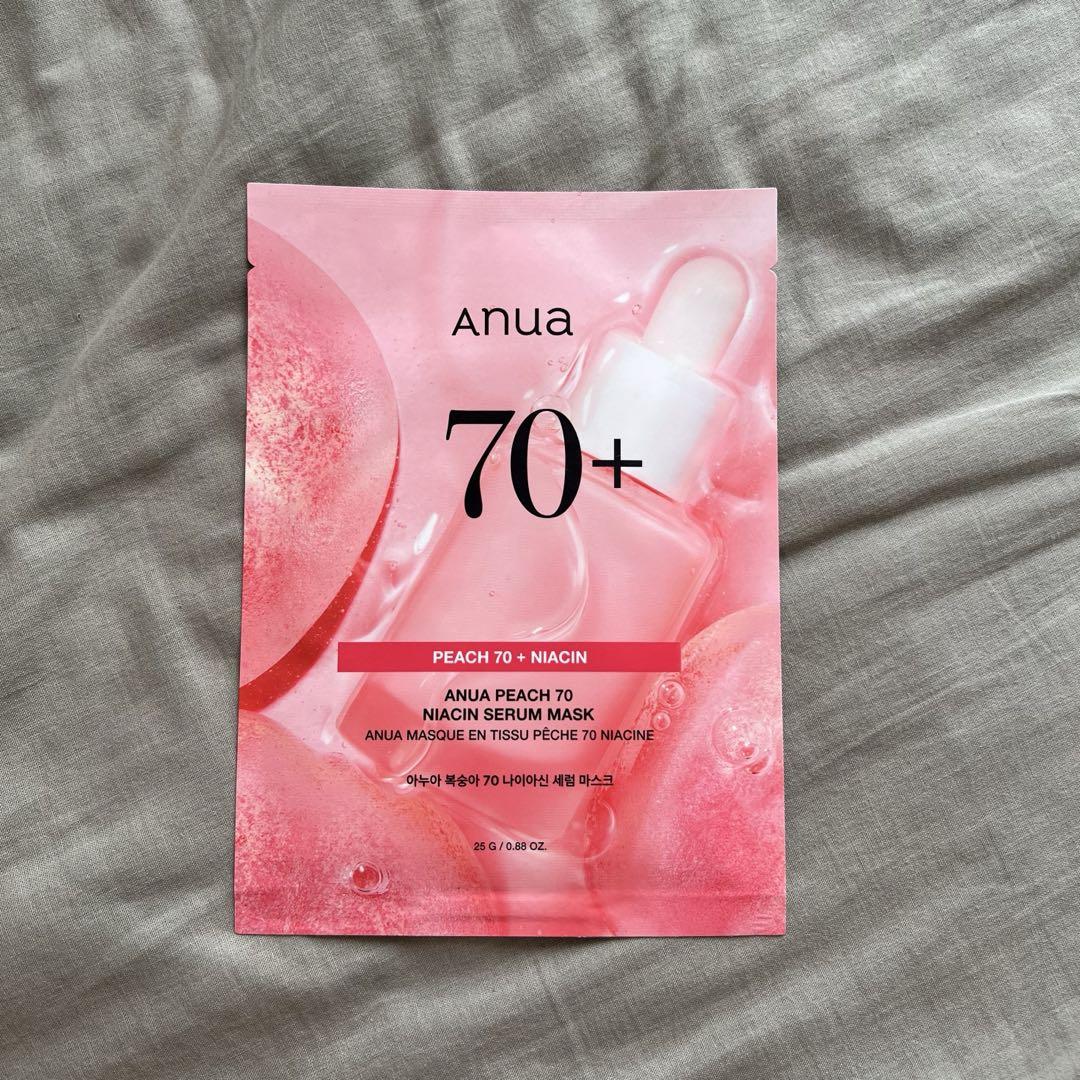 Anua
70+
PEACH 70 + NIACIN
ANUA PEACH 70
NIACIN SERUM MASK
ANUA MASQUE EN TISSU PÊCHE 70 NIACINE
아누아 복숭아 70 나이아신 세럼 마스크
25 G / 0.88 OZ.